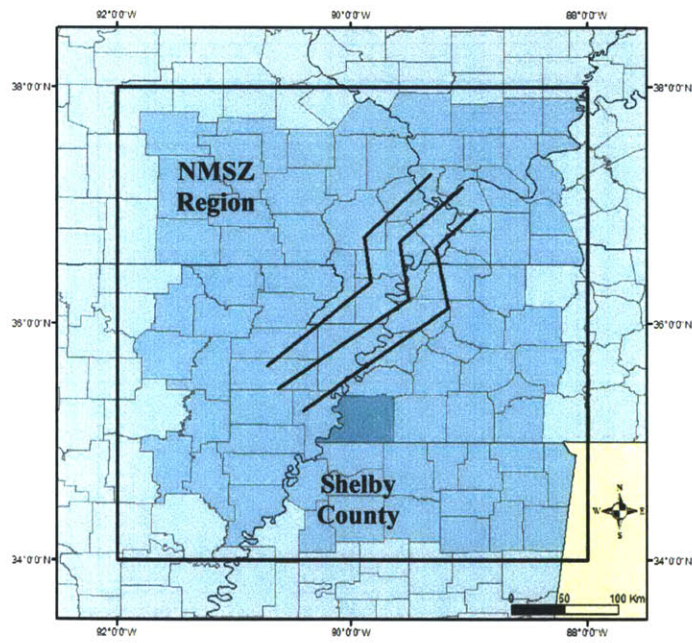 92°0'0"W 90°0'0"W 88°0'0"W
38°0'0"N 38°0'0"N
NMSZ
Region
36°0'0"N 36°0'0"N
Shelby
County
N
W E
S
34°0'0"N 34°0'0"N
0 50 100 Km
92°0'0"W 90°0'0"W 88°0'0"W